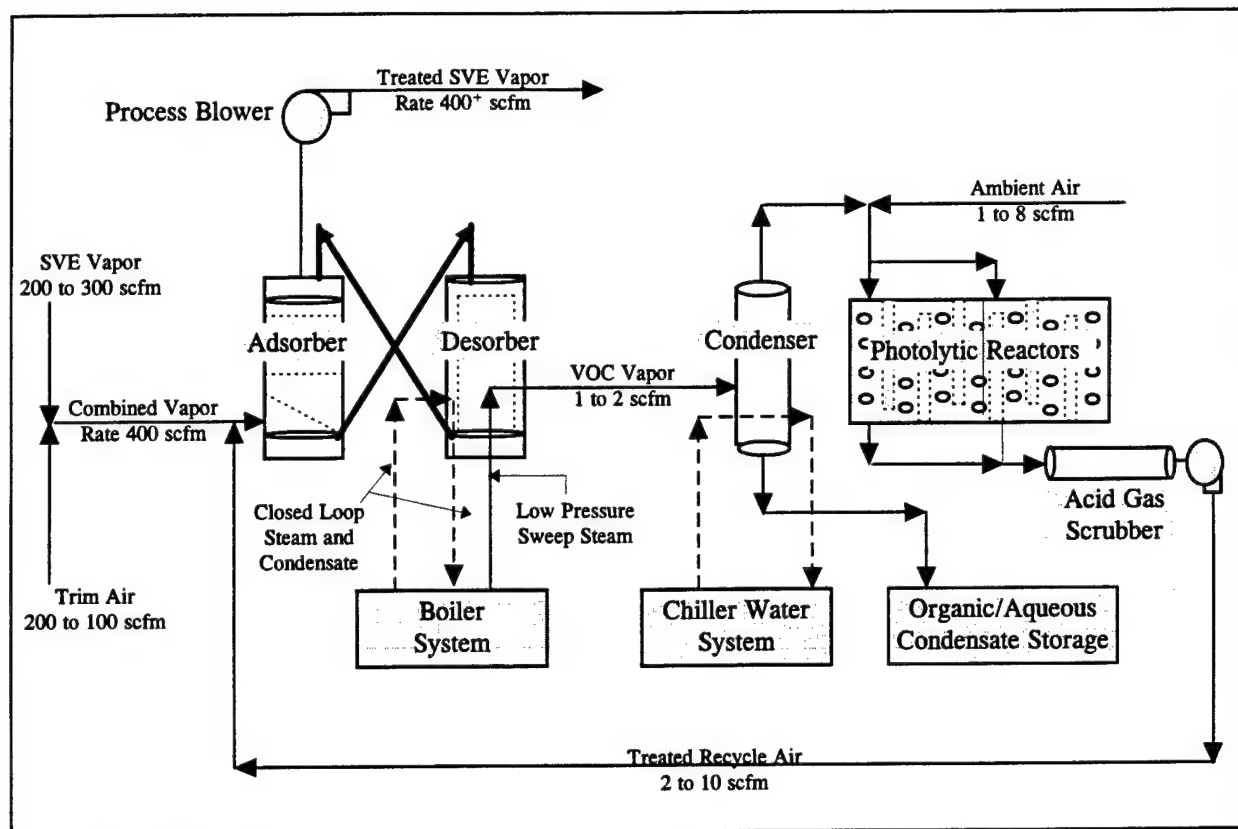 Treated SVE Vapor
Rate 400⁺ scfm
Process Blower
Ambient Air
1 to 8 scfm
SVE Vapor
200 to 300 scfm
Adsorber
Desorber
Condenser
Photolytic Reactors
VOC Vapor
1 to 2 scfm
Combined Vapor
Rate 400 scfm
Closed Loop
Steam and
Condensate
Low Pressure
Sweep Steam
Acid Gas
Scrubber
Trim Air
200 to 100 scfm
Boiler
System
Chiller Water
System
Organic/Aqueous
Condensate Storage
Treated Recycle Air
2 to 10 scfm